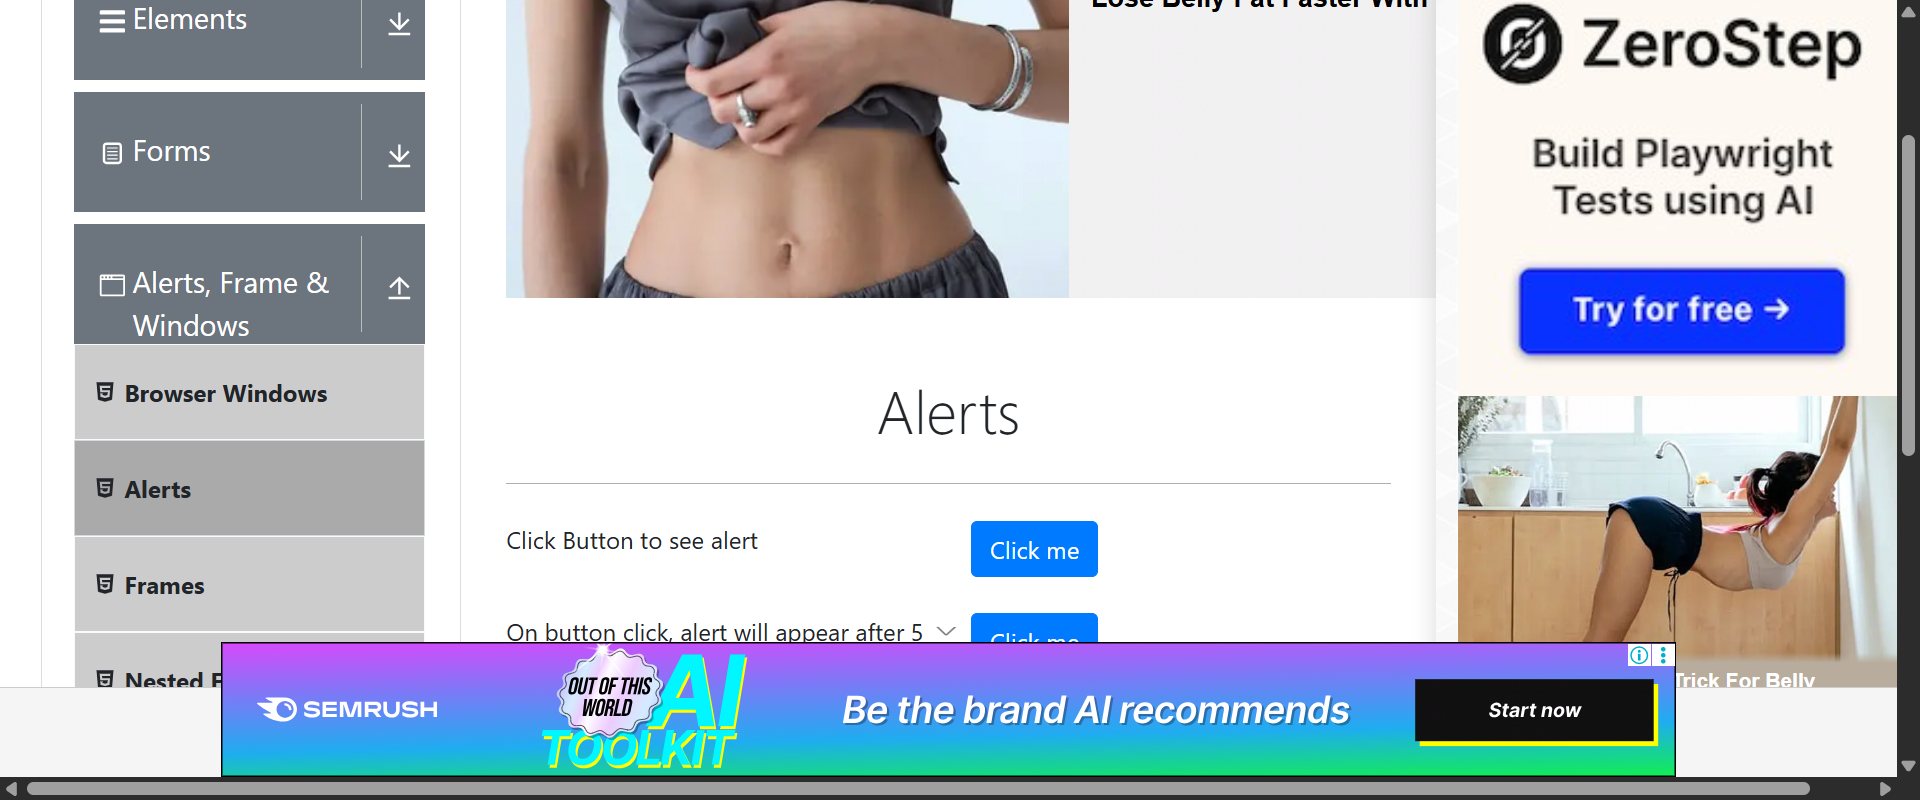 Elements
Forms
Alerts, Frame &
Windows
Browser Windows
Alerts
Frames
Nested F
Lose Belly Fat Faster With
Alerts
Click Button to see alert
Click me
On button click, alert will appear after 5
Click me
ZeroStep
Build Playwright
Tests using AI
Try for free →
Trick For Belly
SEMRUSH
OUT OF THIS
WORLD
AI
TOOLKIT
Be the brand AI recommends
Start now